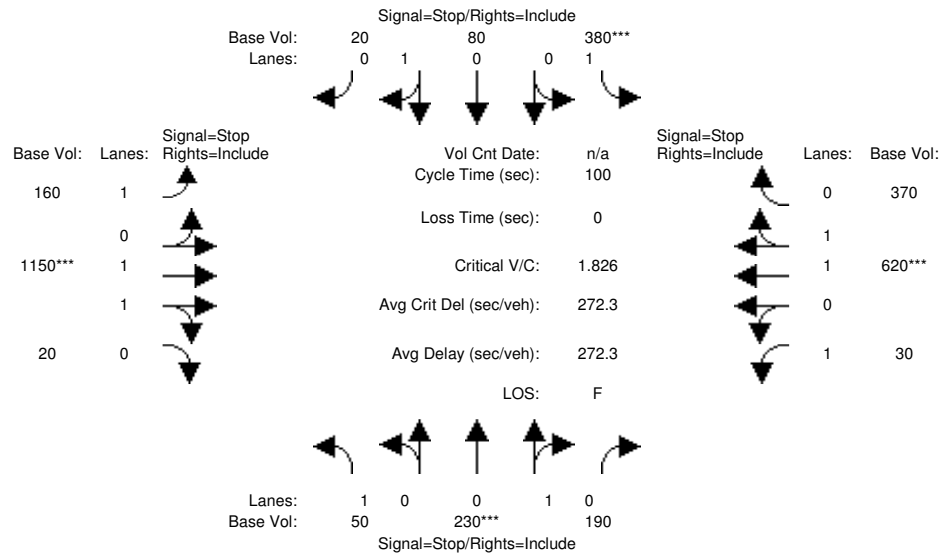 Signal=Stop/Rights=Include
Base Vol: 20 80 380***
Lanes: 0 1 0 0 1
Signal=Stop
Base Vol: Lanes: Rights=Include
Vol Cnt Date: n/a
Signal=Stop
Rights=Include Lanes: Base Vol:
Cycle Time (sec): 100
160 1
0 370
Loss Time (sec): 0
0
1
1150*** 1
Critical V/C: 1.826
1 620***
1
Avg Crit Del (sec/veh): 272.3
0
20 0
Avg Delay (sec/veh): 272.3
1 30
LOS: F
Lanes: 1 0 0 1 0
Base Vol: 50 230*** 190
Signal=Stop/Rights=Include